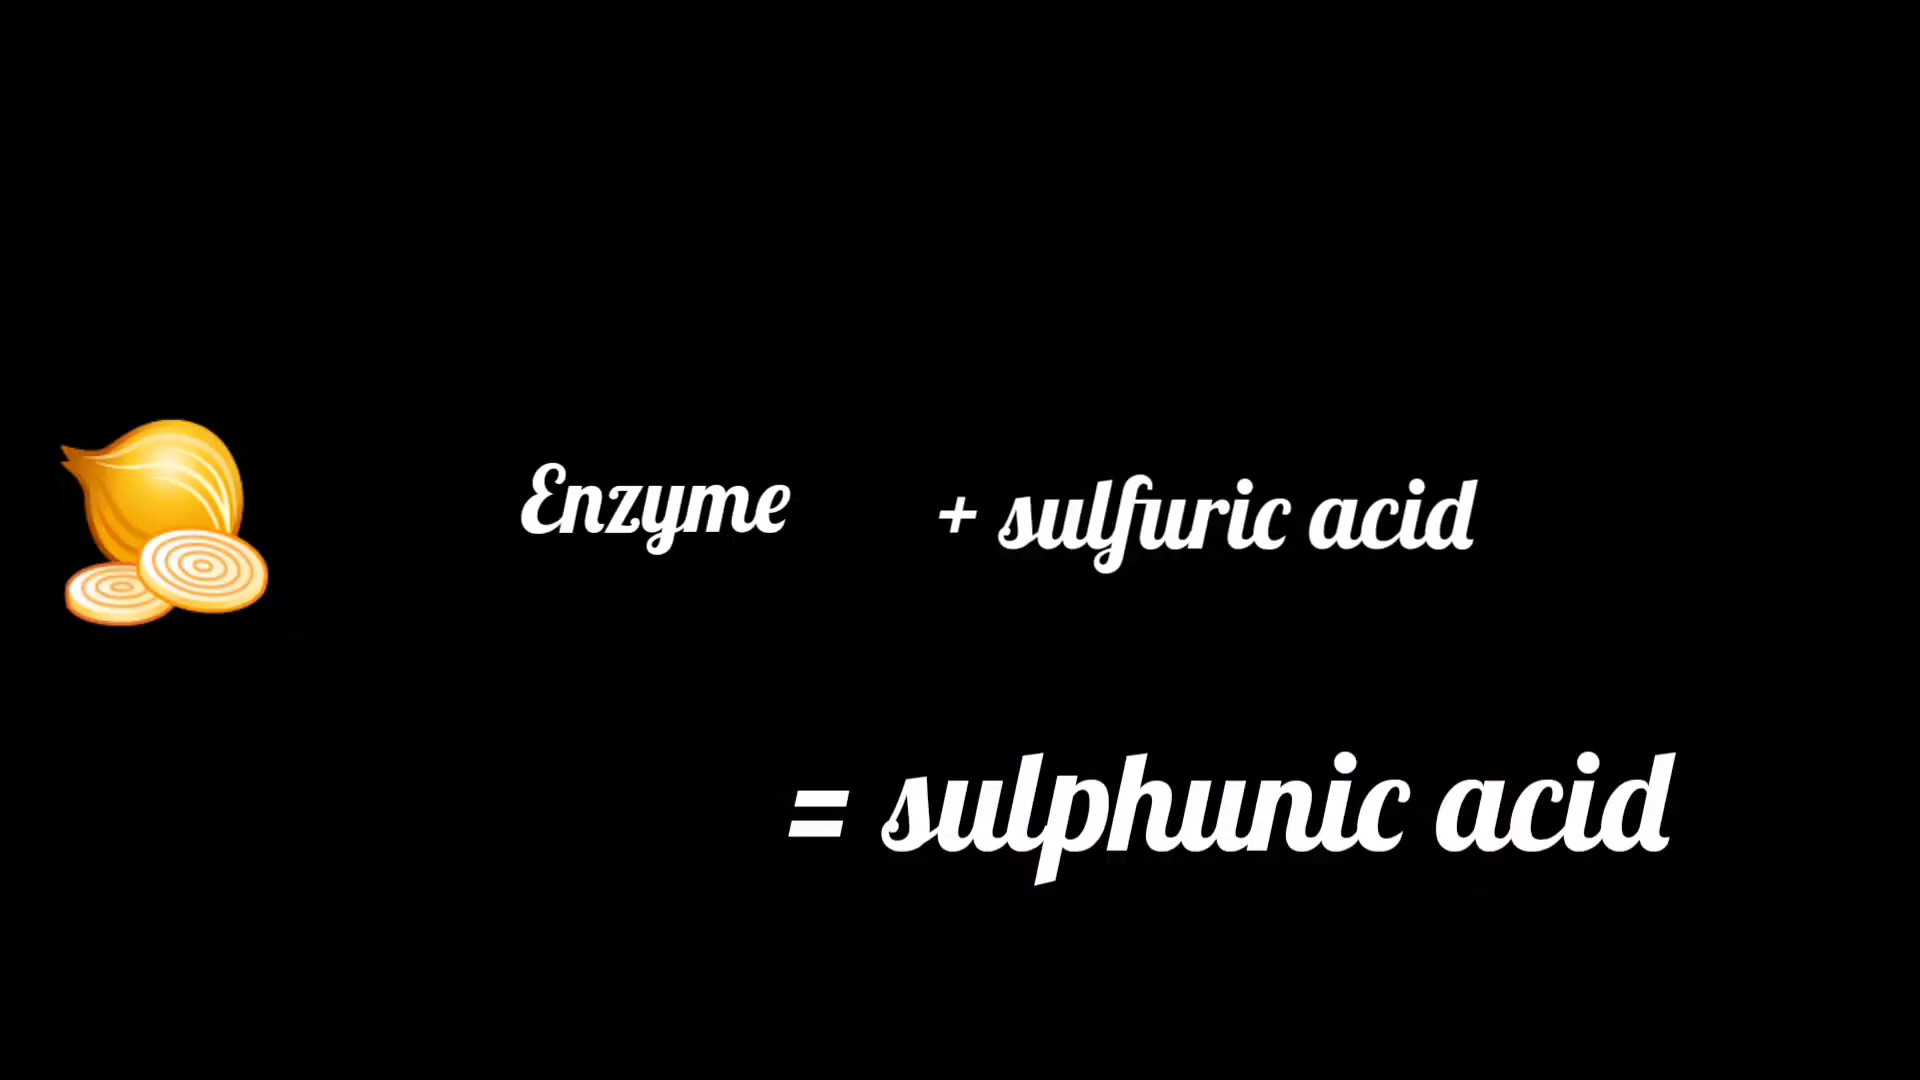 Enzyme + sulfuric acid
= sulphunic acid